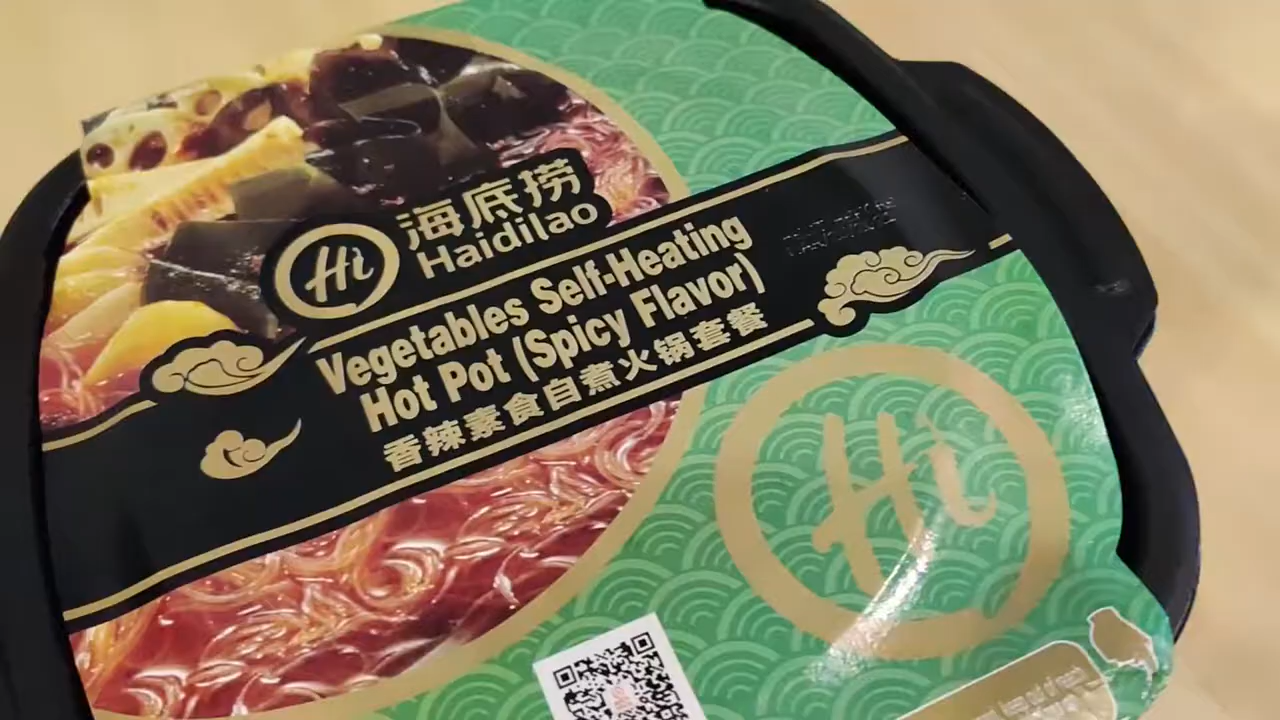 海底捞
Hi Haidilao
Vegetables Self-Heating
Hot Pot (Spicy Flavor)
香辣素食自煮火锅套餐
Hi